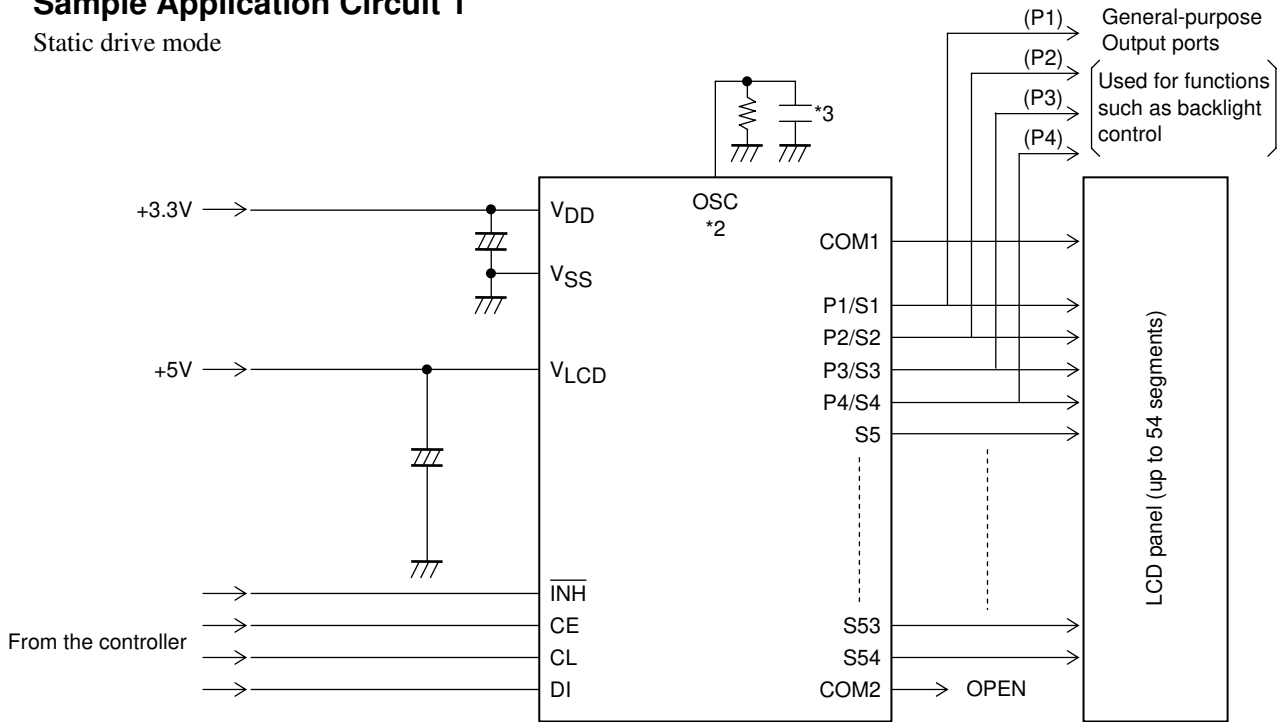 Sample Application Circuit 1
Static drive mode
(P1)
General-purpose
Output ports
(P2)
Used for functions
such as backlight
control
(P3)
(P4)
*3
+3.3V
VDD
OSC
*2
COM1
VSS
P1/S1
P2/S2
+5V
VLCD
P3/S3
P4/S4
S5
LCD panel (up to 54 segments)
INH
From the controller
CE
CL
DI
S53
S54
COM2
OPEN